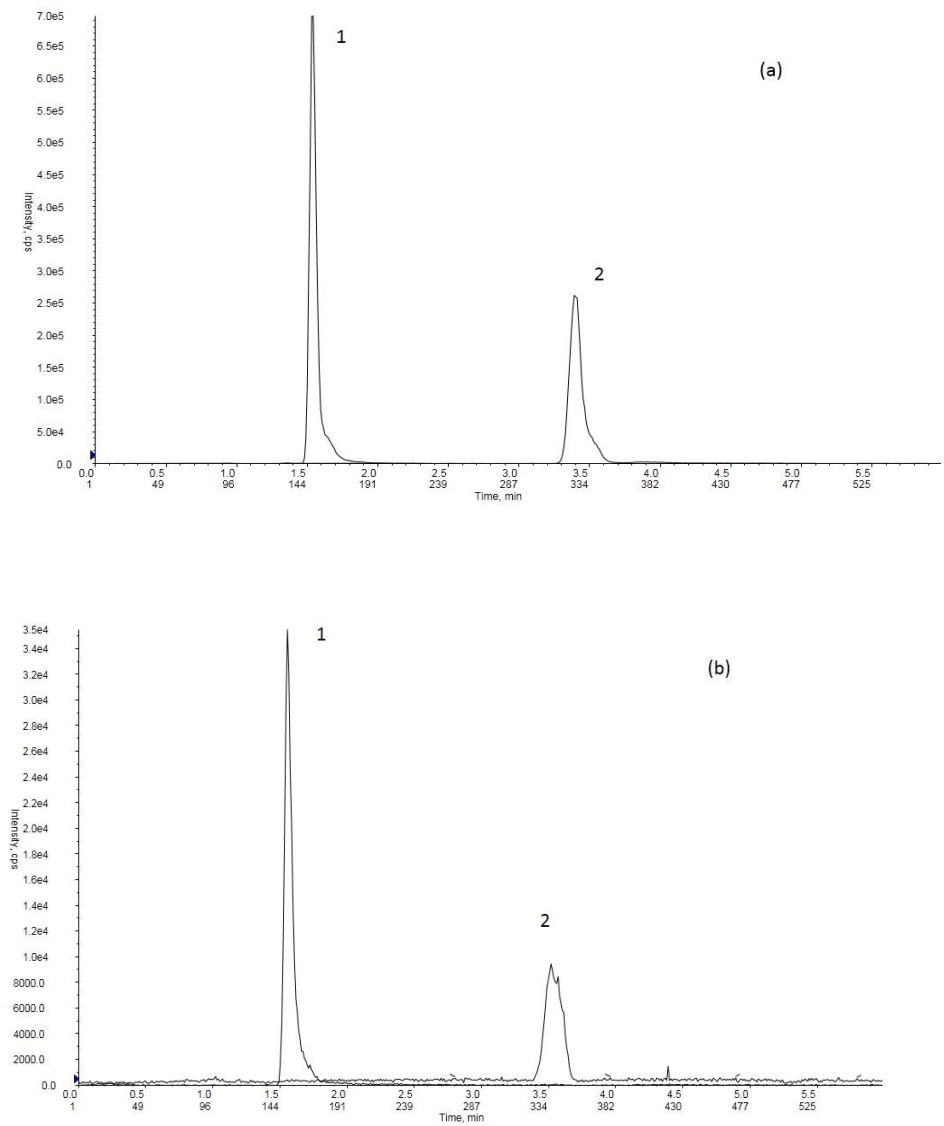 7.0e5
1
6.5e5
(a)
6.0e5
5.5e5
5.0e5
4.5e5
4.0e5
Intensity, cps
3.5e5
3.0e5
2
2.5e5
2.0e5
1.5e5
1.0e5
5.0e4
0.0
0.0 0.5 1.0 1.5 2.0 2.5 3.0 3.5 4.0 4.5 5.0 5.5
1 49 96 144 191 239 287 334 382 430 477 525
Time, min
3.5e4
1
3.4e4
3.2e4
(b)
3.0e4
2.8e4
2.6e4
2.4e4
2.2e4
2.0e4
Intensity, cps
1.8e4
1.6e4
1.4e4
1.2e4
2
1.0e4
8000.0
6000.0
4000.0
2000.0
0.0
0.0 0.5 1.0 1.5 2.0 2.5 3.0 3.5 4.0 4.5 5.0 5.5
1 49 96 144 191 239 287 334 382 430 477 525
Time, min